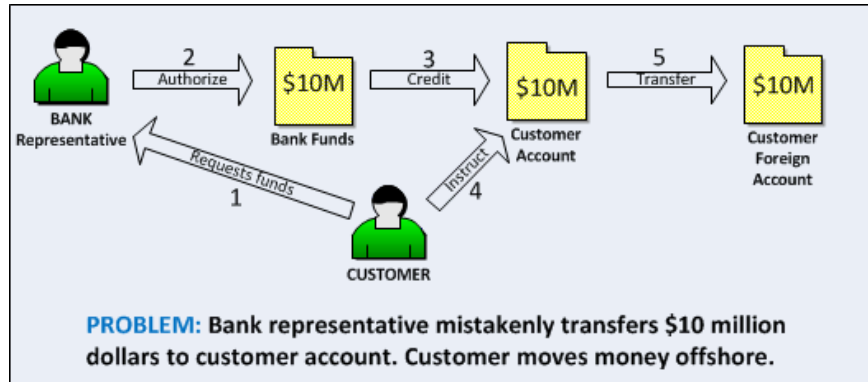 2
Authorize
$10M
3
Credit
$10M
5
Transfer
$10M
BANK
Representative
Bank Funds
Customer
Account
Customer
Foreign
Account
Requests funds
1
Instruct
4
CUSTOMER
PROBLEM: Bank representative mistakenly transfers $10 million
dollars to customer account. Customer moves money offshore.